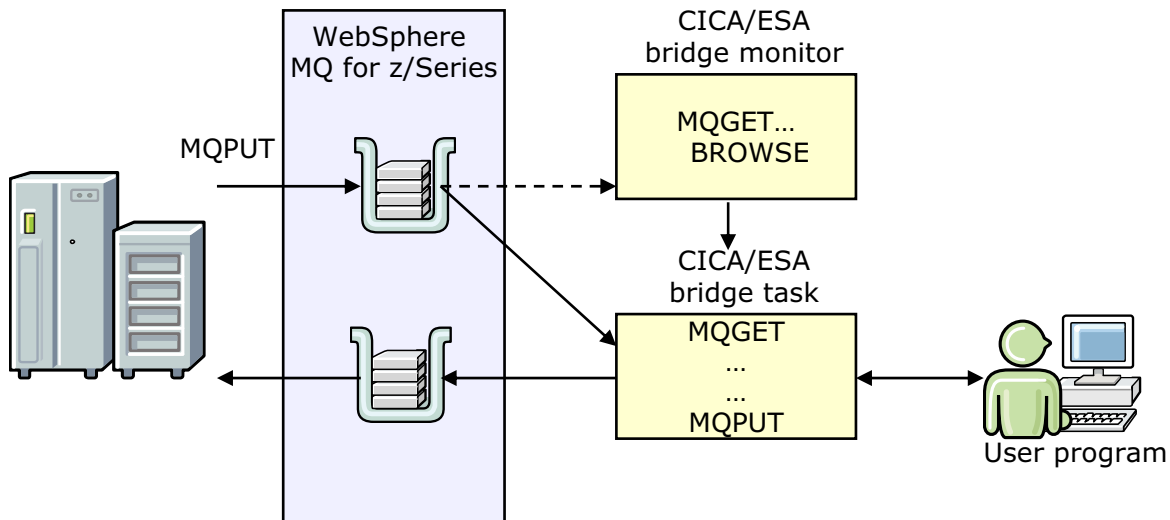 WebSphere
MQ for z/Series
CICA/ESA
bridge monitor
MQGET...
BROWSE
MQPUT
CICA/ESA
bridge task
MQGET
...
...
MQPUT
User program